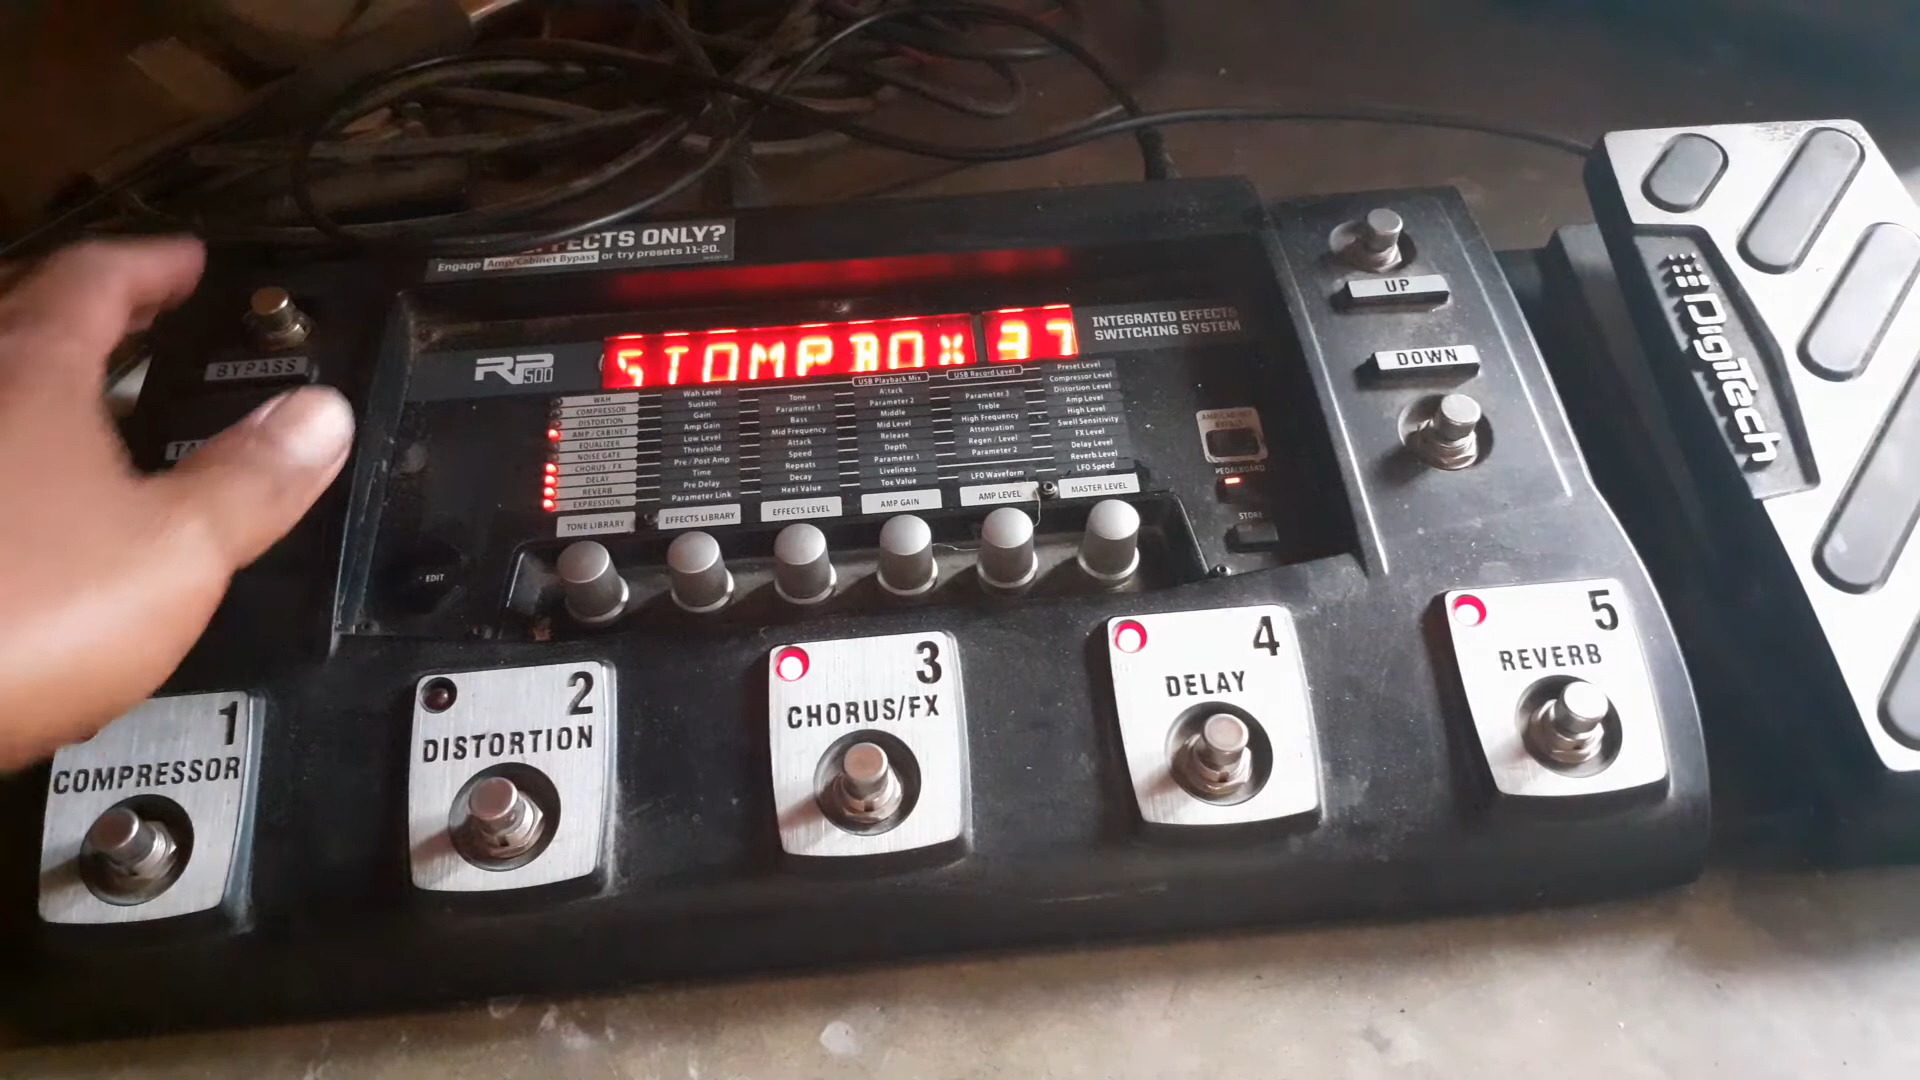 EFFECTS ONLY?
Engage Amp/Cabinet Bypass or try presets 11-20.
BYPASS
TA
RP500
STOMPBOX 37
INTEGRATED EFFECTS
SWITCHING SYSTEM
UP
DOWN
DigiTech
USB Playback Mix
USB Record Level
WAH
COMPRESSOR
DISTORTION
AMP / CABINET
EQUALIZER
NOISE GATE
CHORUS / FX
DELAY
REVERB
EXPRESSION
Wah Level
Sustain
Gain
Amp Gain
Low Level
Threshold
Pre / Post Amp
Time
Pre Delay
Parameter Link
Tone
Parameter 1
Bass
Mid Frequency
Attack
Speed
Repeats
Decay
Heel Value
Attack
Parameter 2
Middle
Mid Level
Release
Depth
Parameter 1
Liveliness
Toe Value
Parameter 3
Treble
High Frequency
Attenuation
Regen / Level
Parameter 2
LFO Waveform
Preset Level
Compressor Level
Distortion Level
Amp Level
High Level
Swell Sensitivity
FX Level
Delay Level
Reverb Level
LFO Speed
TONE LIBRARY
EFFECTS LIBRARY
EFFECTS LEVEL
AMP GAIN
AMP LEVEL
MASTER LEVEL
AMP/CABINET
BYPASS
PEDALBOARD
STORE
EDIT
1
COMPRESSOR
2
DISTORTION
3
CHORUS/FX
4
DELAY
5
REVERB